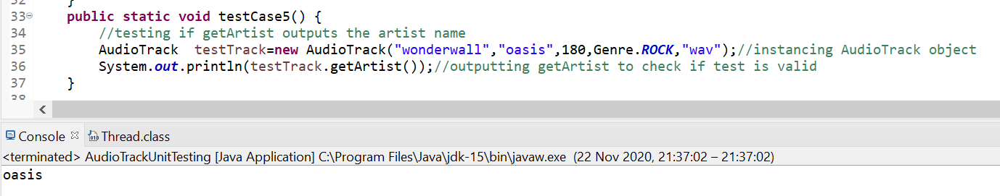 32 }
33 public static void testCase5() {
34 //testing if getArtist outputs the artist name
35 AudioTrack  testTrack=new AudioTrack("wonderwall","oasis",180,Genre.ROCK,"wav");//instancing AudioTrack object
36 System.out.println(testTrack.getArtist());//outputting getArtist to check if test is valid
37 }
38
Console Thread.class
<terminated> AudioTrackUnitTesting [Java Application] C:\Program Files\Java\jdk-15\bin\javaw.exe  (22 Nov 2020, 21:37:02 – 21:37:02)
oasis